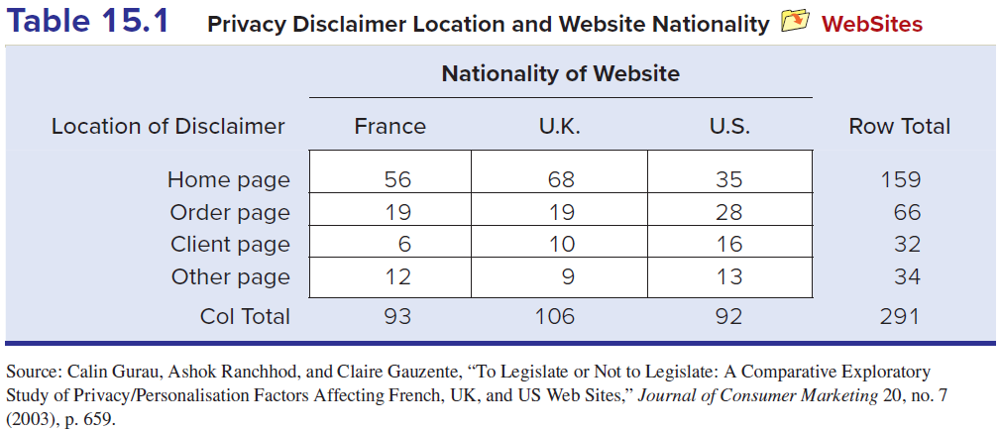 Table 15.1 Privacy Disclaimer Location and Website Nationality WebSites
Nationality of Website
Location of Disclaimer France U.K. U.S. Row Total
Home page 56 68 35 159
Order page 19 19 28 66
Client page 6 10 16 32
Other page 12 9 13 34
Col Total 93 106 92 291
Source: Calin Gurau, Ashok Ranchhod, and Claire Gauzente, “To Legislate or Not to Legislate: A Comparative Exploratory
Study of Privacy/Personalisation Factors Affecting French, UK, and US Web Sites,” Journal of Consumer Marketing 20, no. 7
(2003), p. 659.